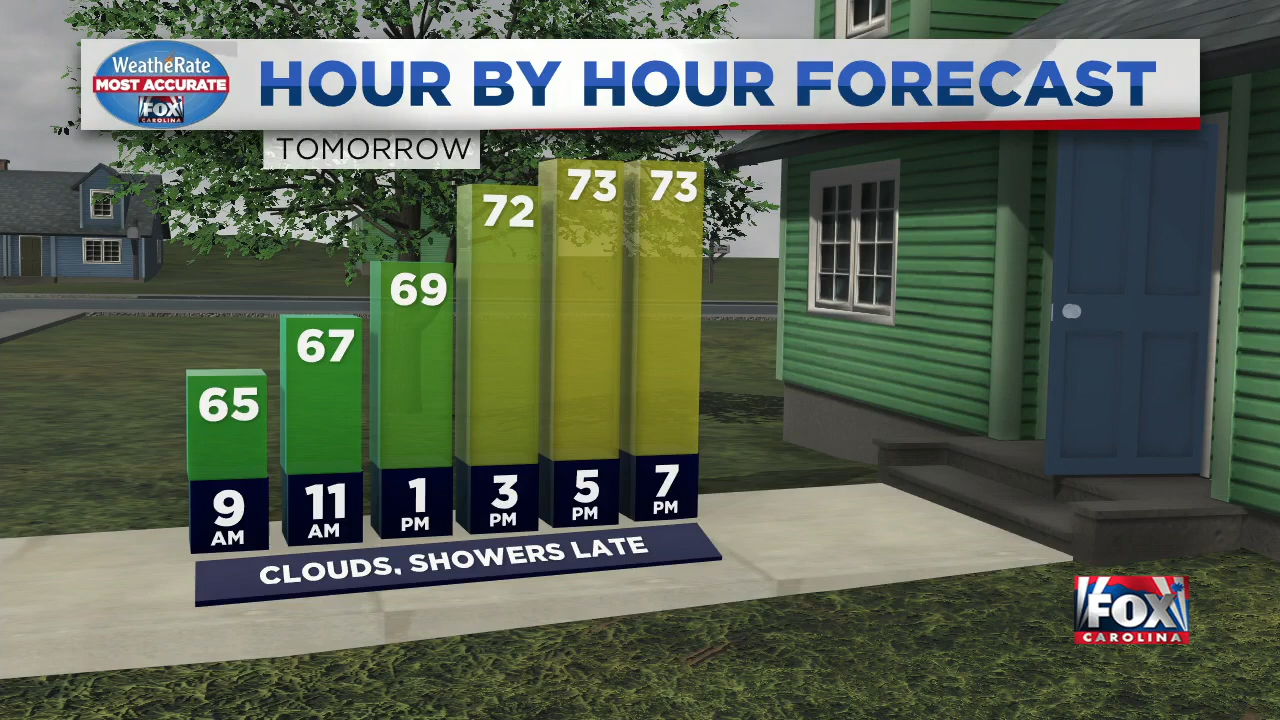 WeatheRate
MOST ACCURATE
FOX
CAROLINA
HOUR BY HOUR FORECAST
TOMORROW
65
67
69
72
73
73
9
AM
11
AM
1
PM
3
PM
5
PM
7
PM
CLOUDS, SHOWERS LATE
FOX
CAROLINA